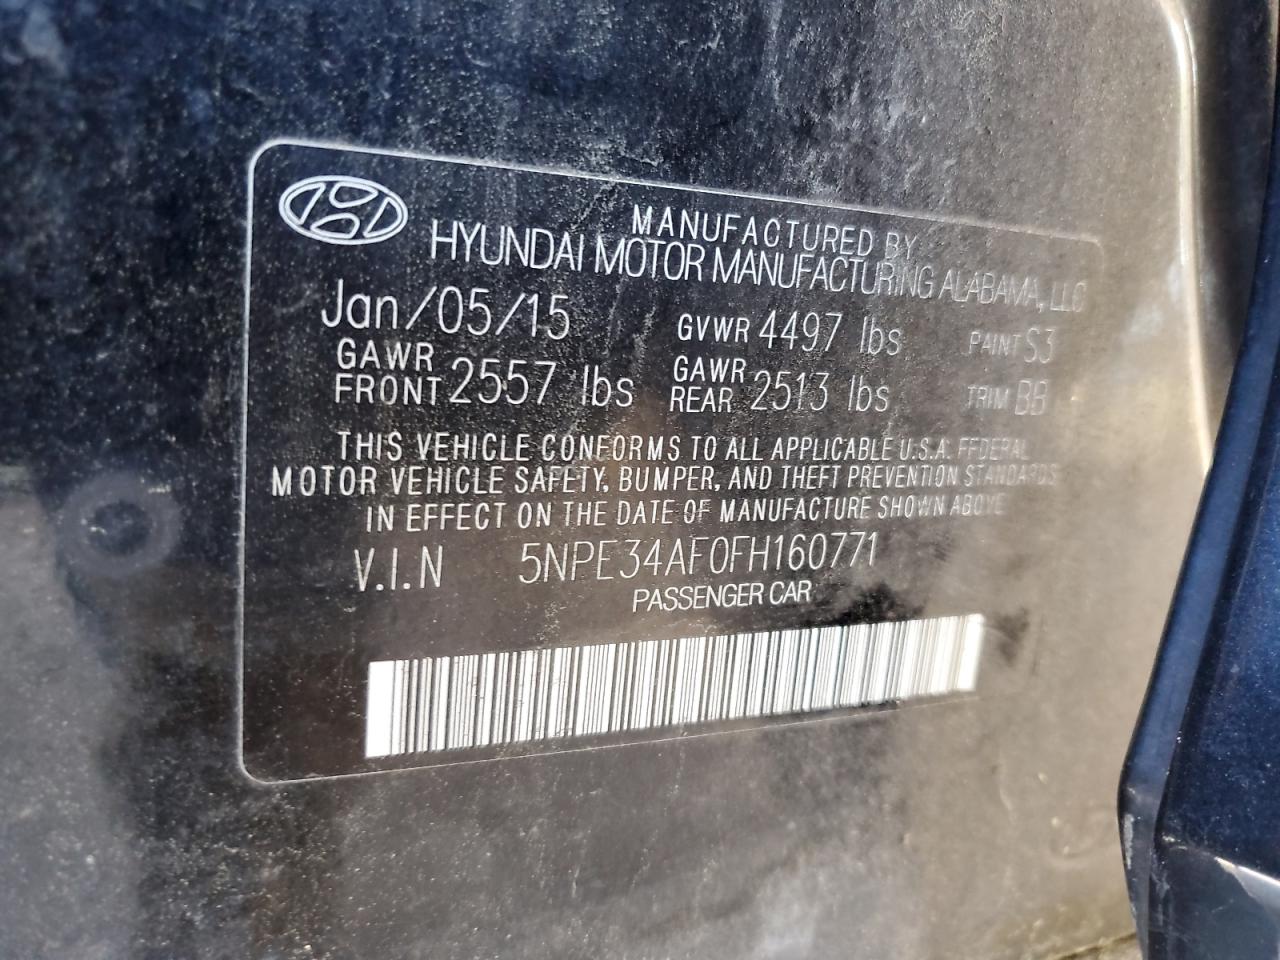 MANUFACTURED BY
HYUNDAI MOTOR MANUFACTURING ALABAMA, LLC
Jan/05/15 GVWR 4497 lbs PAINT S3
GAWR FRONT 2557 lbs GAWR REAR 2513 lbs TRIM BB
THIS VEHICLE CONFORMS TO ALL APPLICABLE U.S.A. FEDERAL
MOTOR VEHICLE SAFETY, BUMPER, AND THEFT PREVENTION STANDARDS
IN EFFECT ON THE DATE OF MANUFACTURE SHOWN ABOVE
V.I.N 5NPE34AF0FH160771
PASSENGER CAR